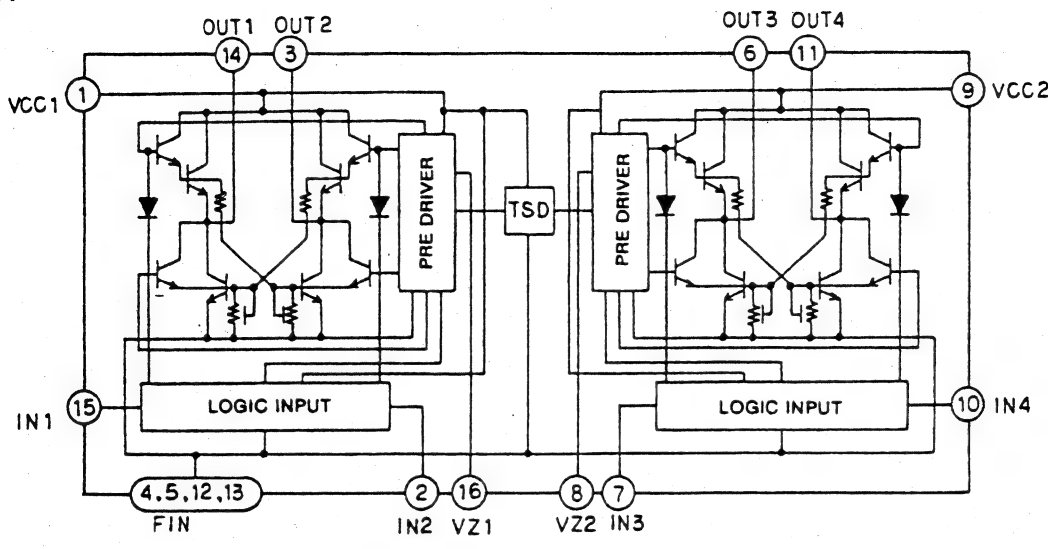 OUT1 OUT2 OUT3 OUT4
14 3 6 11
VCC1 1 9 VCC2
PRE DRIVER
TSD
PRE DRIVER
IN1 15 LOGIC INPUT LOGIC INPUT 10 IN4
4,5,12,13 2 16 8 7
FIN IN2 VZ1 VZ2 IN3